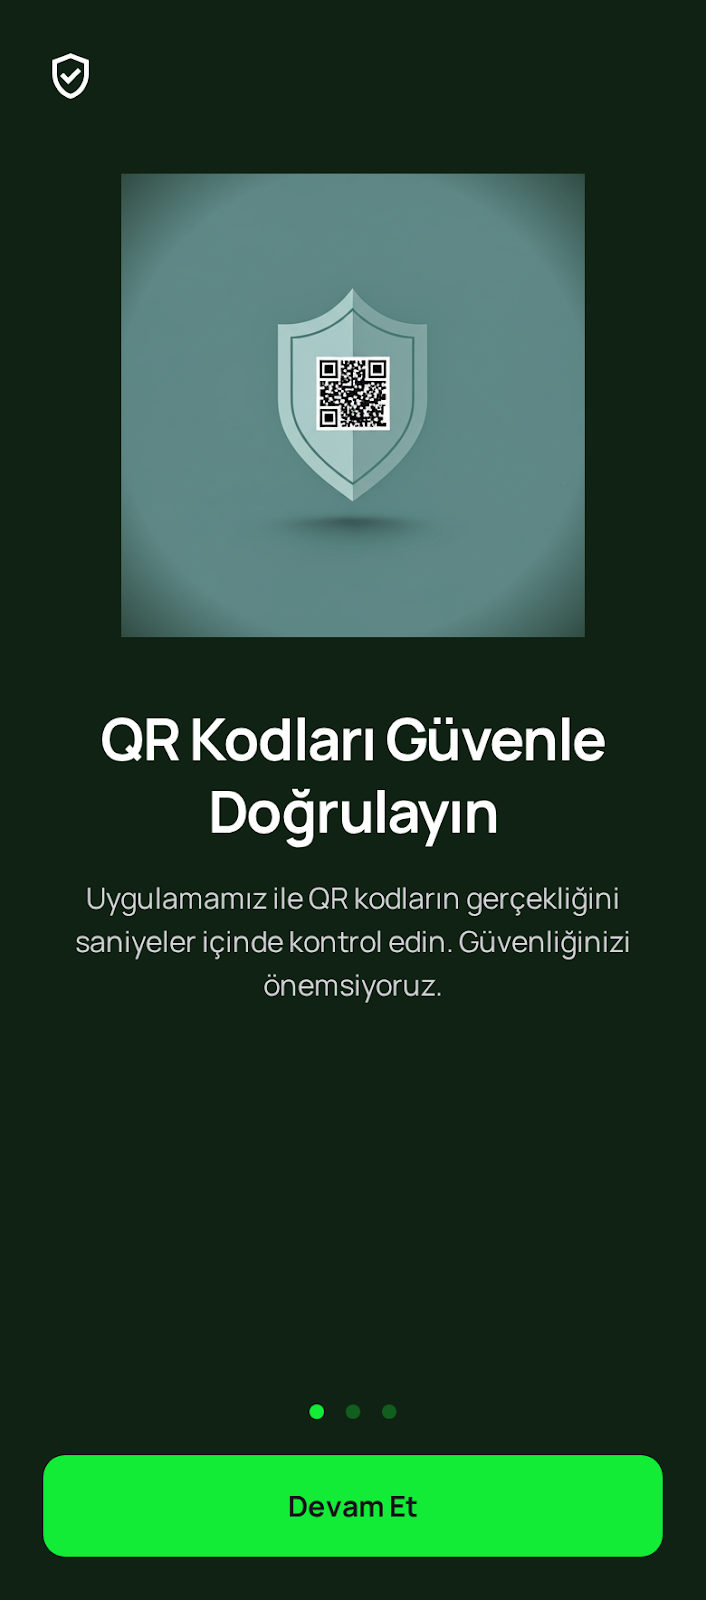 QR Kodları Güvenle
Doğrulayın
Uygulamamız ile QR kodların gerçekliğini
saniyeler içinde kontrol edin. Güvenliğinizi
önemsiyoruz.
Devam Et